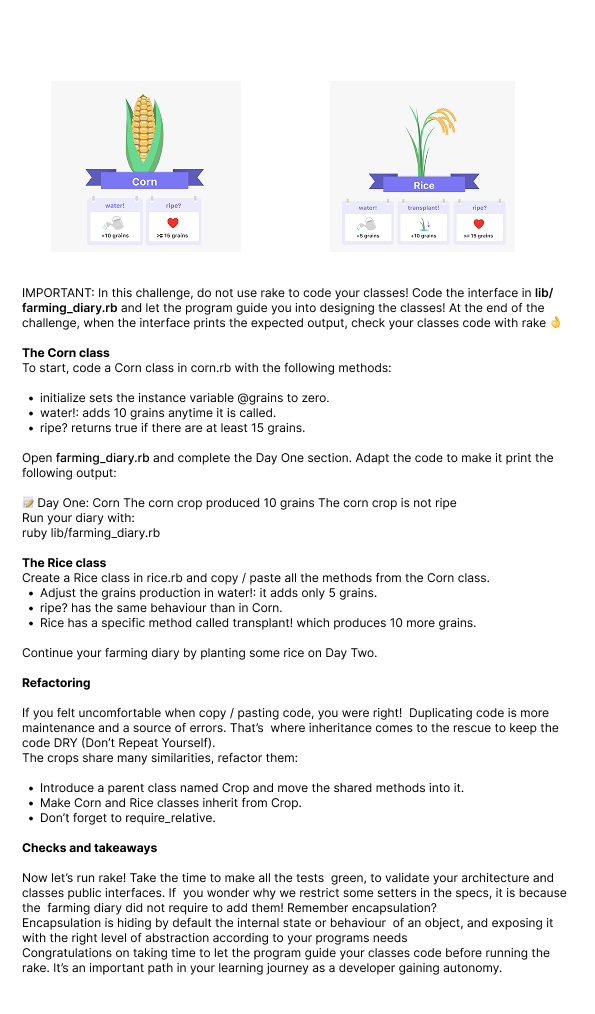 Corn
water!
ripe?
+10 grains
>= 15 grains
Rice
water!
transplant!
ripe?
+5 grains
+10 grains
>= 15 grains
IMPORTANT: In this challenge, do not use rake to code your classes! Code the interface in lib/
farming_diary.rb and let the program guide you into designing the classes! At the end of the
challenge, when the interface prints the expected output, check your classes code with rake 👌
The Corn class
To start, code a Corn class in corn.rb with the following methods:
• initialize sets the instance variable @grains to zero.
• water!: adds 10 grains anytime it is called.
• ripe? returns true if there are at least 15 grains.
Open farming_diary.rb and complete the Day One section. Adapt the code to make it print the
following output:
📝 Day One: Corn The corn crop produced 10 grains The corn crop is not ripe
Run your diary with:
ruby lib/farming_diary.rb
The Rice class
Create a Rice class in rice.rb and copy / paste all the methods from the Corn class.
• Adjust the grains production in water!: it adds only 5 grains.
• ripe? has the same behaviour than in Corn.
• Rice has a specific method called transplant! which produces 10 more grains.
Continue your farming diary by planting some rice on Day Two.
Refactoring
If you felt uncomfortable when copy / pasting code, you were right!  Duplicating code is more
maintenance and a source of errors. That's  where inheritance comes to the rescue to keep the
code DRY (Don't Repeat Yourself).
The crops share many similarities, refactor them:
• Introduce a parent class named Crop and move the shared methods into it.
• Make Corn and Rice classes inherit from Crop.
• Don't forget to require_relative.
Checks and takeaways
Now let's run rake! Take the time to make all the tests  green, to validate your architecture and
classes public interfaces. If  you wonder why we restrict some setters in the specs, it is because
the  farming diary did not require to add them! Remember encapsulation?
Encapsulation is hiding by default the internal state or behaviour  of an object, and exposing it
with the right level of abstraction according to your programs needs
Congratulations on taking time to let the program guide your classes code before running the
rake. It's an important path in your learning journey as a developer gaining autonomy.